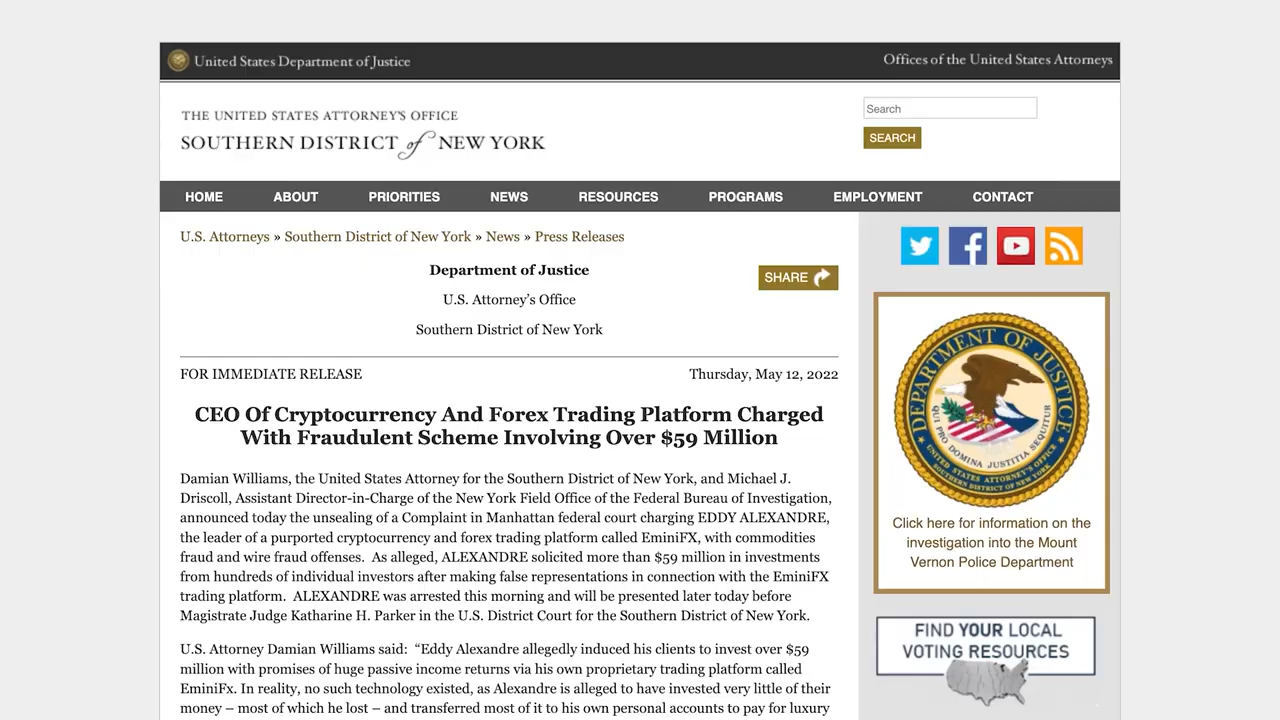 United States Department of Justice
Offices of the United States Attorneys
THE UNITED STATES ATTORNEY'S OFFICE
SOUTHERN DISTRICT of NEW YORK
Search
SEARCH
HOME ABOUT PRIORITIES NEWS RESOURCES PROGRAMS EMPLOYMENT CONTACT
U.S. Attorneys » Southern District of New York » News » Press Releases
Department of Justice
SHARE
U.S. Attorney's Office
Southern District of New York
FOR IMMEDIATE RELEASE
Thursday, May 12, 2022
CEO Of Cryptocurrency And Forex Trading Platform Charged
With Fraudulent Scheme Involving Over $59 Million
Damian Williams, the United States Attorney for the Southern District of New York, and Michael J.
Driscoll, Assistant Director-in-Charge of the New York Field Office of the Federal Bureau of Investigation,
announced today the unsealing of a Complaint in Manhattan federal court charging EDDY ALEXANDRE,
the leader of a purported cryptocurrency and forex trading platform called EminiFX, with commodities
fraud and wire fraud offenses.  As alleged, ALEXANDRE solicited more than $59 million in investments
from hundreds of individual investors after making false representations in connection with the EminiFX
trading platform.  ALEXANDRE was arrested this morning and will be presented later today before
Magistrate Judge Katharine H. Parker in the U.S. District Court for the Southern District of New York.
U.S. Attorney Damian Williams said:  “Eddy Alexandre allegedly induced his clients to invest over $59
million with promises of huge passive income returns via his own proprietary trading platform called
EminiFx. In reality, no such technology existed, as Alexandre is alleged to have invested very little of their
money – most of which he lost – and transferred most of it to his own personal accounts to pay for luxury
DEPARTMENT OF JUSTICE
QUI PRO DOMINA JUSTITIA SEQUITUR
UNITED STATES ATTORNEY'S OFFICE
SOUTHERN DISTRICT OF NEW YORK
Click here for information on the
investigation into the Mount
Vernon Police Department
FIND YOUR LOCAL
VOTING RESOURCES